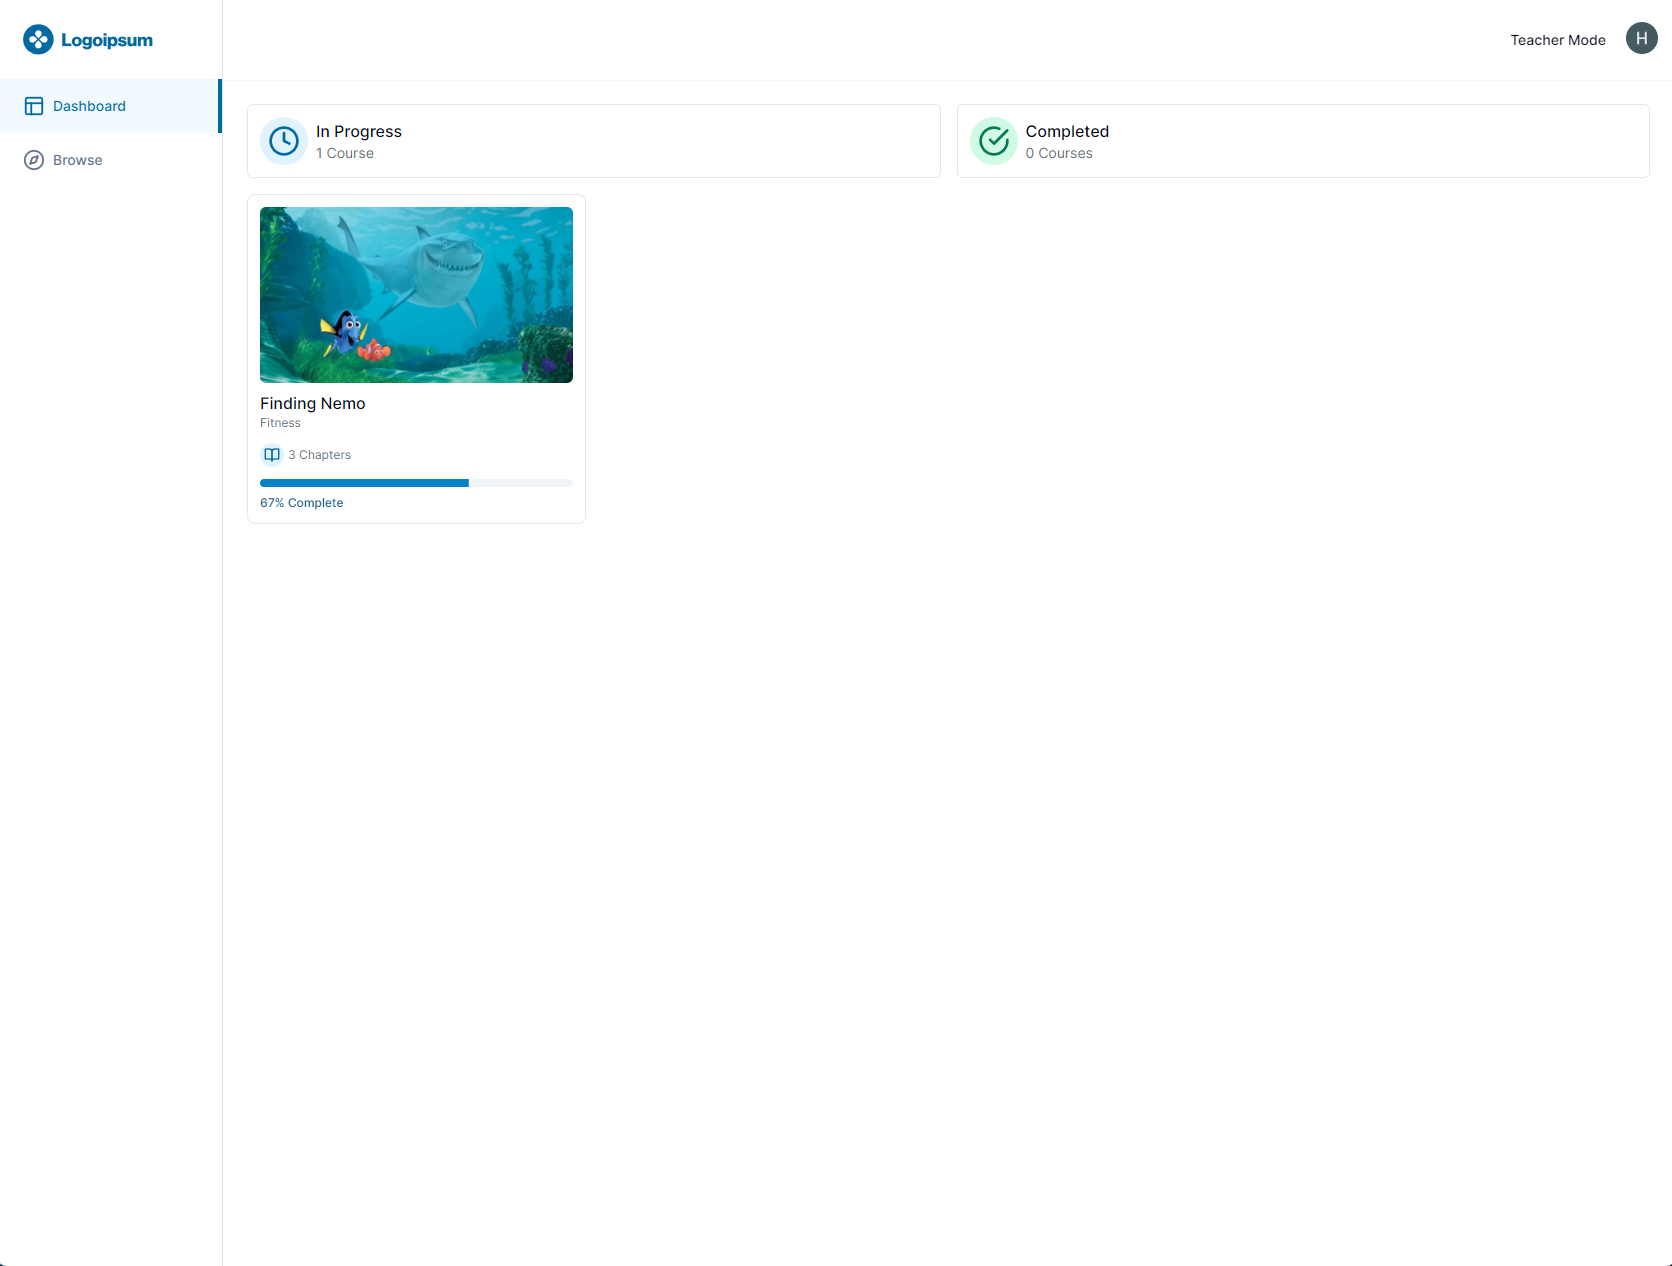 Logoipsum
Teacher Mode
H
Dashboard
Browse
In Progress
1 Course
Completed
0 Courses
Finding Nemo
Fitness
3 Chapters
67% Complete